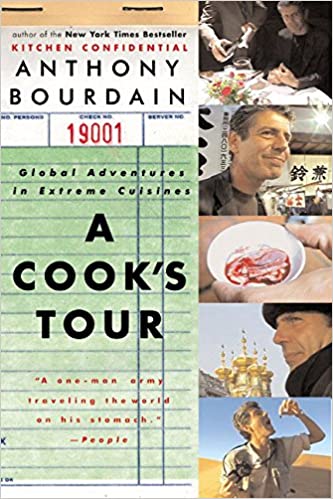 author of the New York Times Bestseller
KITCHEN CONFIDENTIAL
ANTHONY
BOURDAIN
NO. PERSONS CHECK NO. SERVER NO
19001
Global Adventures
in Extreme Cuisines
A
COOK'S
TOUR
"A one-man army
traveling the world
on his stomach."
—People
鈴兼